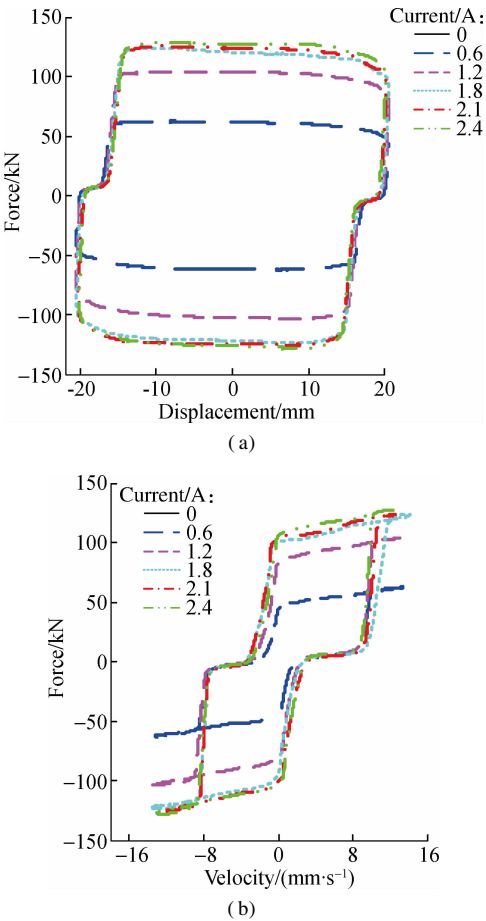 Current/A:
0
0.6
1.2
1.8
2.1
2.4
150
100
50
0
−50
−100
−150
Force/kN
-20 -10 0 10 20
Displacement/mm
(a)
Current/A:
0
0.6
1.2
1.8
2.1
2.4
150
100
50
0
−50
−100
−150
Force/kN
−16 −8 0 8 16
Velocity/(mm·s⁻¹)
(b)